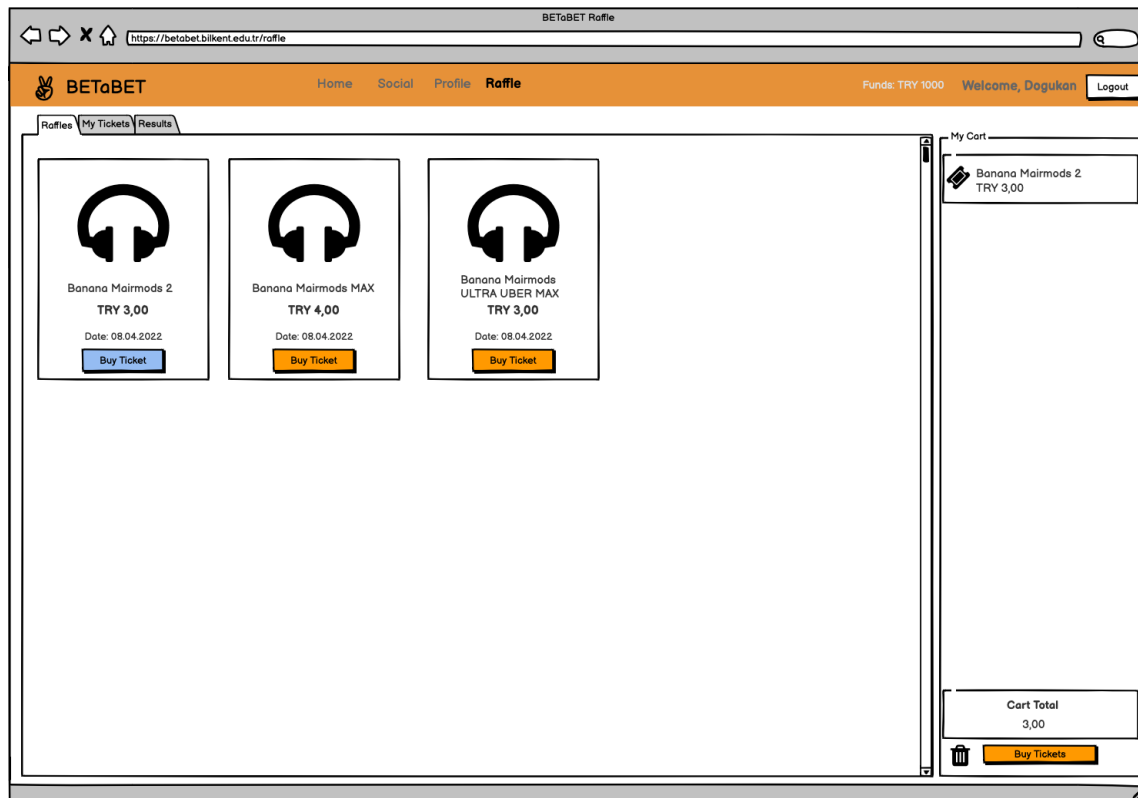 BETaBET Raffle
https://betabet.bilkent.edu.tr/raffle
BETaBET
Home Social Profile Raffle
Funds: TRY 1000 Welcome, Dogukan Logout
Raffles My Tickets Results
Banana Mairmods 2
TRY 3,00
Date: 08.04.2022
Buy Ticket
Banana Mairmods MAX
TRY 4,00
Date: 08.04.2022
Buy Ticket
Banana Mairmods
ULTRA UBER MAX
TRY 3,00
Date: 08.04.2022
Buy Ticket
My Cart
Banana Mairmods 2
TRY 3,00
Cart Total
3,00
Buy Tickets